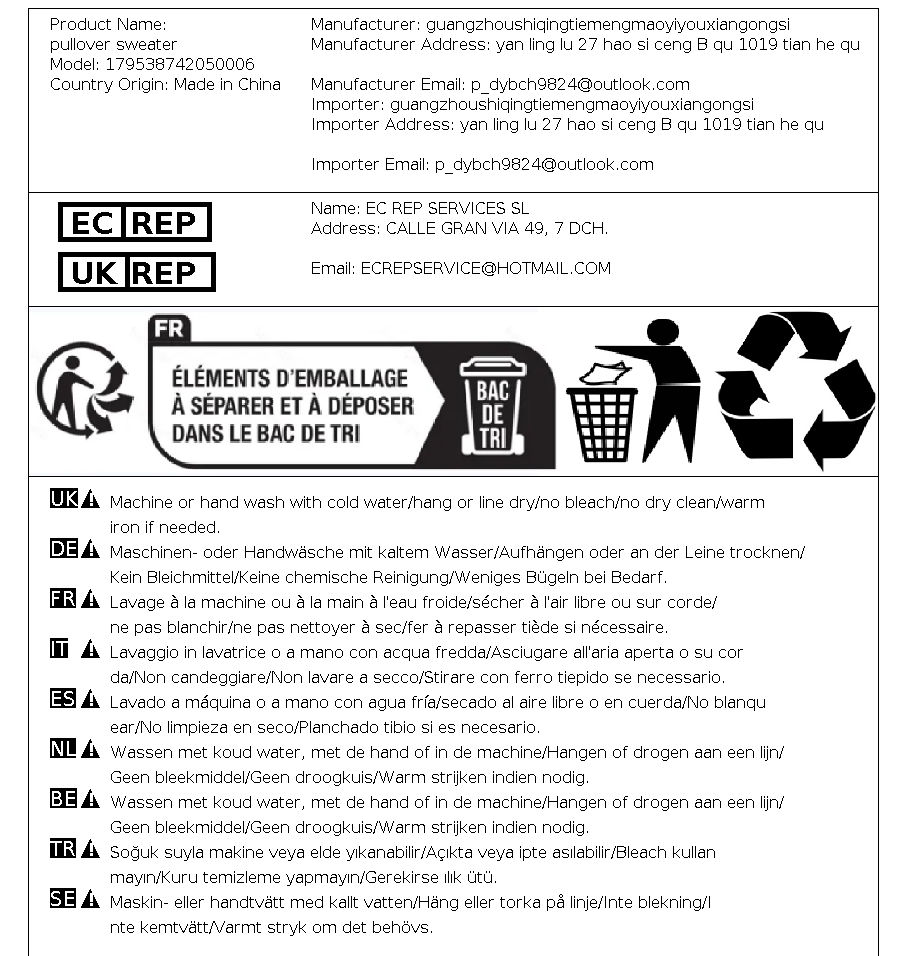 Product Name:
pullover sweater
Model: 179538742050006
Country Origin: Made in China
Manufacturer: guangzhoushiqingtiemengmaoyiyouxiangongsi
Manufacturer Address: yan ling lu 27 hao si ceng B qu 1019 tian he qu
Manufacturer Email: p_dybch9824@outlook.com
Importer: guangzhoushiqingtiemengmaoyiyouxiangongsi
Importer Address: yan ling lu 27 hao si ceng B qu 1019 tian he qu
Importer Email: p_dybch9824@outlook.com
EC REP
UK REP
Name: EC REP SERVICES SL
Address: CALLE GRAN VIA 49, 7 DCH.
Email: ECREPSERVICE@HOTMAIL.COM
FR
ÉLÉMENTS D'EMBALLAGE
À SÉPARER ET À DÉPOSER
DANS LE BAC DE TRI
BAC
DE
TRI
UK Machine or hand wash with cold water/hang or line dry/no bleach/no dry clean/warm
iron if needed.
DE Maschinen- oder Handwäsche mit kaltem Wasser/Aufhängen oder an der Leine trocknen/
Kein Bleichmittel/Keine chemische Reinigung/Weniges Bügeln bei Bedarf.
FR Lavage à la machine ou à la main à l'eau froide/sécher à l'air libre ou sur corde/
ne pas blanchir/ne pas nettoyer à sec/fer à repasser tiède si nécessaire.
IT Lavaggio in lavatrice o a mano con acqua fredda/Asciugare all'aria aperta o su cor
da/Non candeggiare/Non lavare a secco/Stirare con ferro tiepido se necessario.
ES Lavado a máquina o a mano con agua fría/secado al aire libre o en cuerda/No blanqu
ear/No limpieza en seco/Planchado tibio si es necesario.
NL Wassen met koud water, met de hand of in de machine/Hangen of drogen aan een lijn/
Geen bleekmiddel/Geen droogkuis/Warm strijken indien nodig.
BE Wassen met koud water, met de hand of in de machine/Hangen of drogen aan een lijn/
Geen bleekmiddel/Geen droogkuis/Warm strijken indien nodig.
TR Soğuk suyla makine veya elde yıkanabilir/Açıkta veya ipte asılabilir/Bleach kullan
mayın/Kuru temizleme yapmayın/Gerekirse ılık ütü.
SE Maskin- eller handtvätt med kallt vatten/Häng eller torka på linje/Inte blekning/I
nte kemtvätt/Varmt stryk om det behövs.